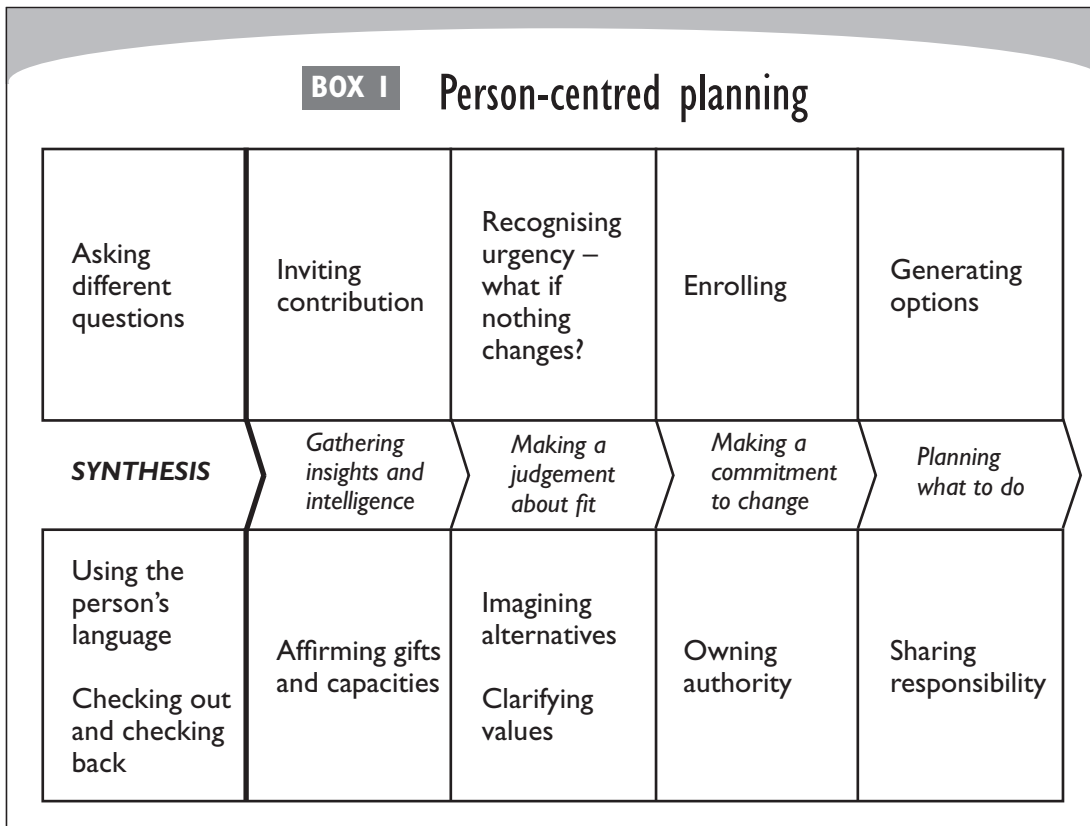 BOX 1 Person-centred planning
Asking
different
questions
Inviting
contribution
Recognising
urgency –
what if
nothing
changes?
Enrolling
Generating
options
SYNTHESIS
Gathering
insights and
intelligence
Making a
judgement
about fit
Making a
commitment
to change
Planning
what to do
Using the
person’s
language
Checking out
and checking
back
Affirming gifts
and capacities
Imagining
alternatives
Clarifying
values
Owning
authority
Sharing
responsibility